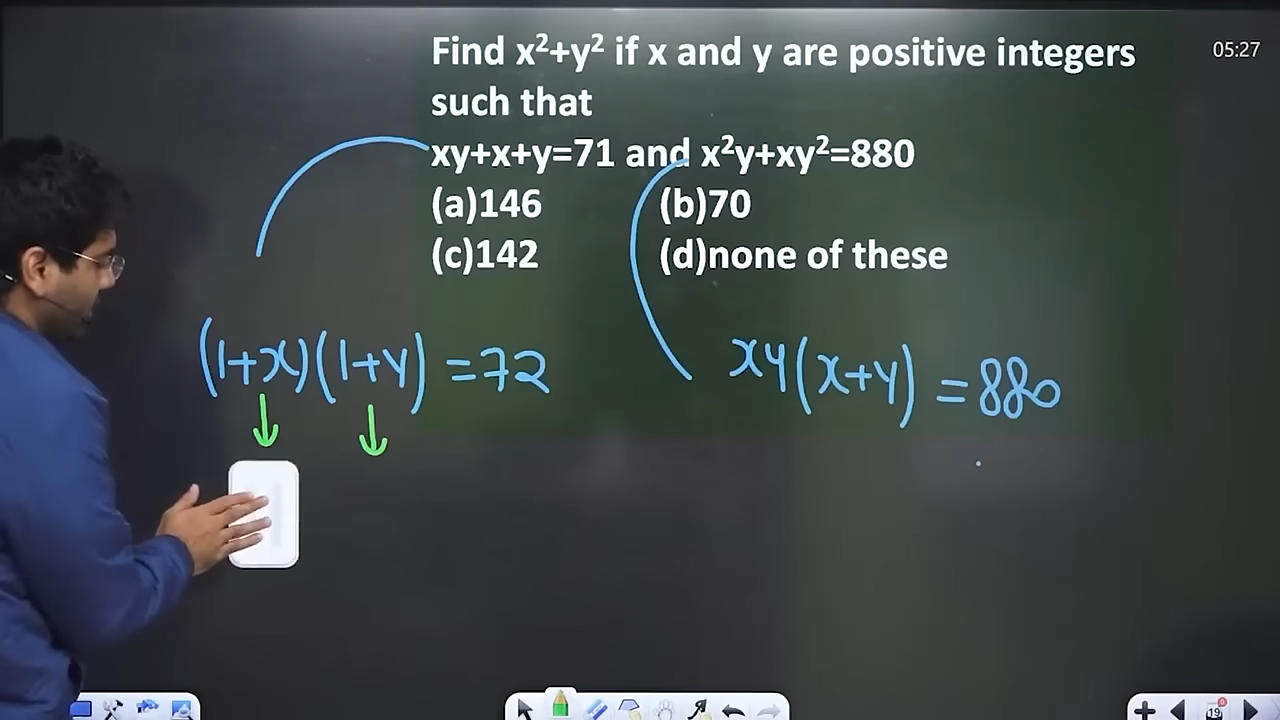 Find x²+y² if x and y are positive integers
05:27
such that
xy+x+y=71 and x²y+xy²=880
(a)146 (b)70
(c)142 (d)none of these
(1+x)(1+y) =72
xy(x+y) =880
19